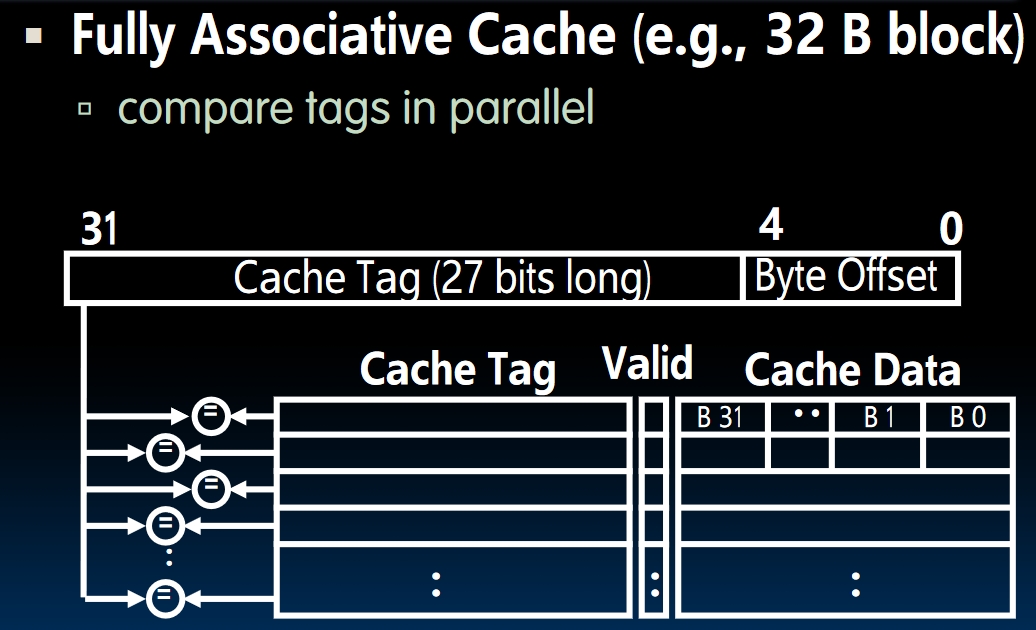 Fully Associative Cache (e.g., 32 B block)
compare tags in parallel
31 4 0
Cache Tag (27 bits long) Byte Offset
Cache Tag Valid Cache Data
= B 31 •• B 1 B 0
=
=
=
:
= : : :